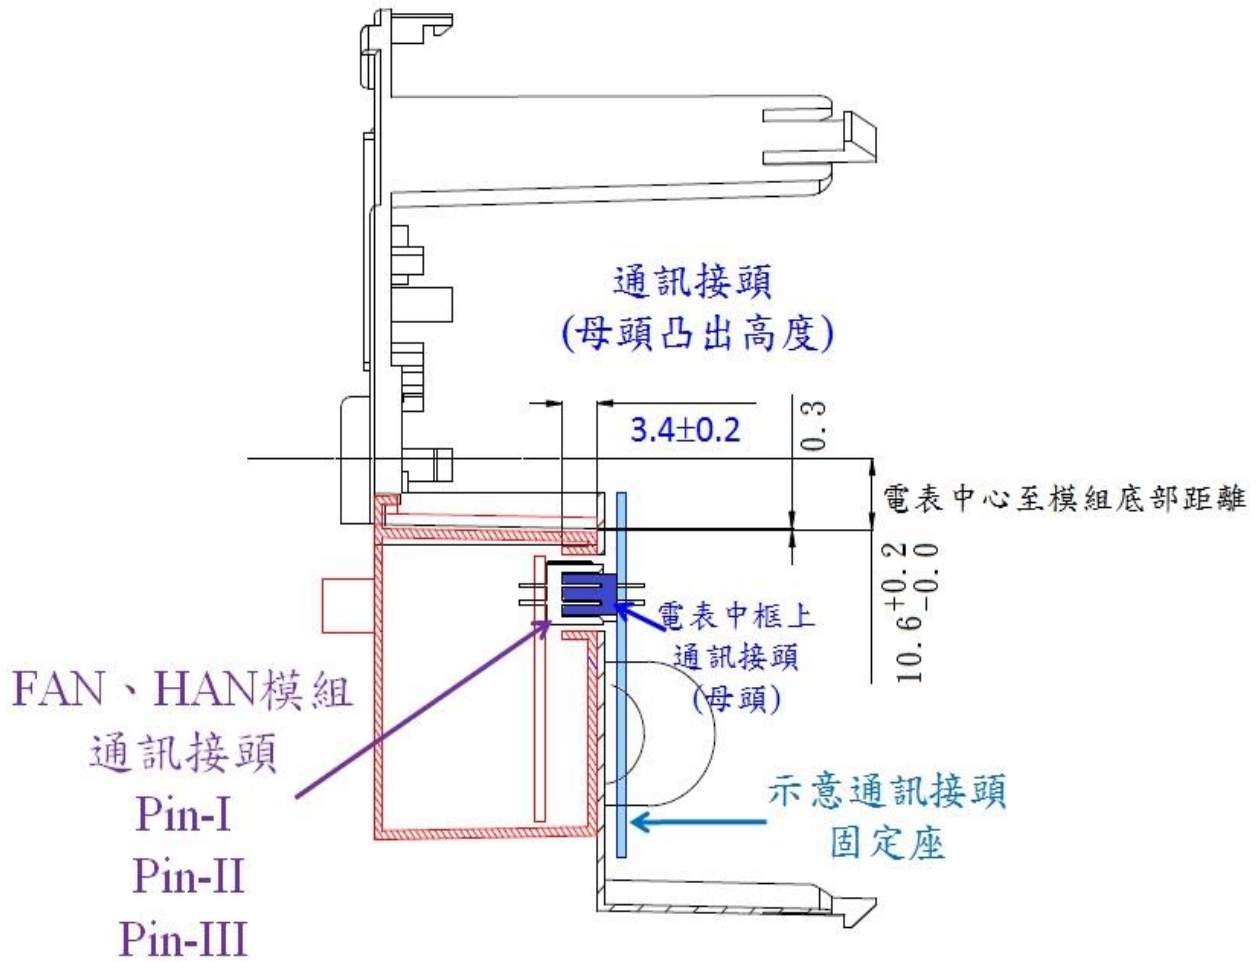 通訊接頭
(母頭凸出高度)
3.4±0.2
0.3
電表中心至模組底部距離
10.6+0.2-0.0
電表中框上
通訊接頭
(母頭)
FAN、HAN模組
通訊接頭
Pin-I
Pin-II
Pin-III
示意通訊接頭
固定座